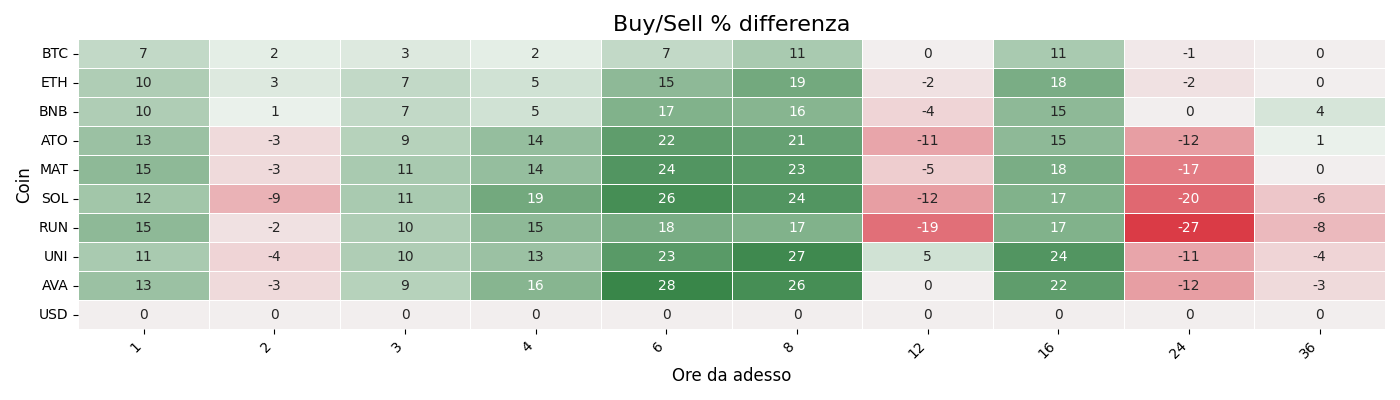 Buy/Sell % differenza
Coin
BTC 7 2 3 2 7 11 0 11 -1 0
ETH 10 3 7 5 15 19 -2 18 -2 0
BNB 10 1 7 5 17 16 -4 15 0 4
ATO 13 -3 9 14 22 21 -11 15 -12 1
MAT 15 -3 11 14 24 23 -5 18 -17 0
SOL 12 -9 11 19 26 24 -12 17 -20 -6
RUN 15 -2 10 15 18 17 -19 17 -27 -8
UNI 11 -4 10 13 23 27 5 24 -11 -4
AVA 13 -3 9 16 28 26 0 22 -12 -3
USD 0 0 0 0 0 0 0 0 0 0
1 2 3 4 6 8 12 16 24 36
Ore da adesso